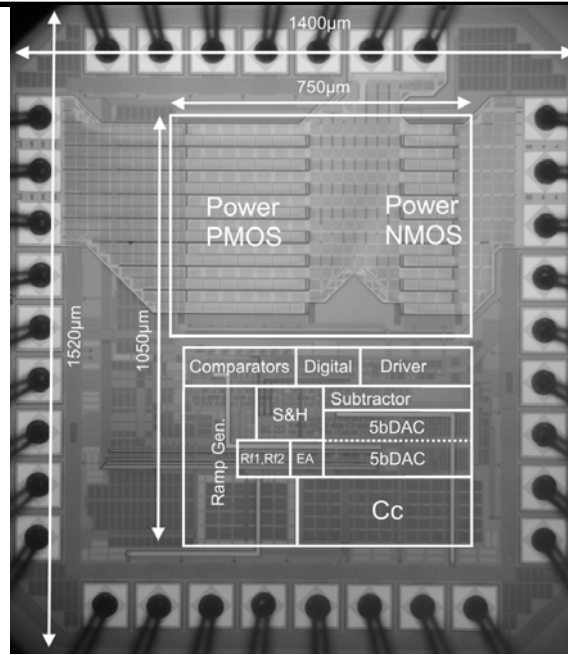 1400μm
750μm
Power
PMOS
Power
NMOS
1520μm
1050μm
Comparators
Digital
Driver
Subtractor
S&H
5bDAC
Ramp Gen.
Rf1,Rf2
EA
5bDAC
Cc